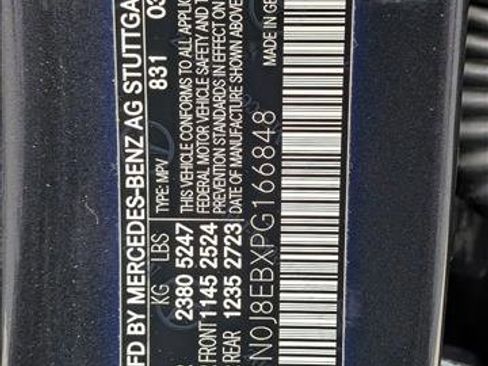 FD BY MERCEDES-BENZ AG STUTTGA
831 03
KG LBS
2380 5247
FRONT 1145 2524
REAR 1235 2723
TYPE: MPV
THIS VEHICLE CONFORMS TO ALL APPLIC
FEDERAL MOTOR VEHICLE SAFETY AND T
PREVENTION STANDARDS IN EFFECT ON
DATE OF MANUFACTURE SHOWN ABOVE
MADE IN GE
N0J8EBXPG166848